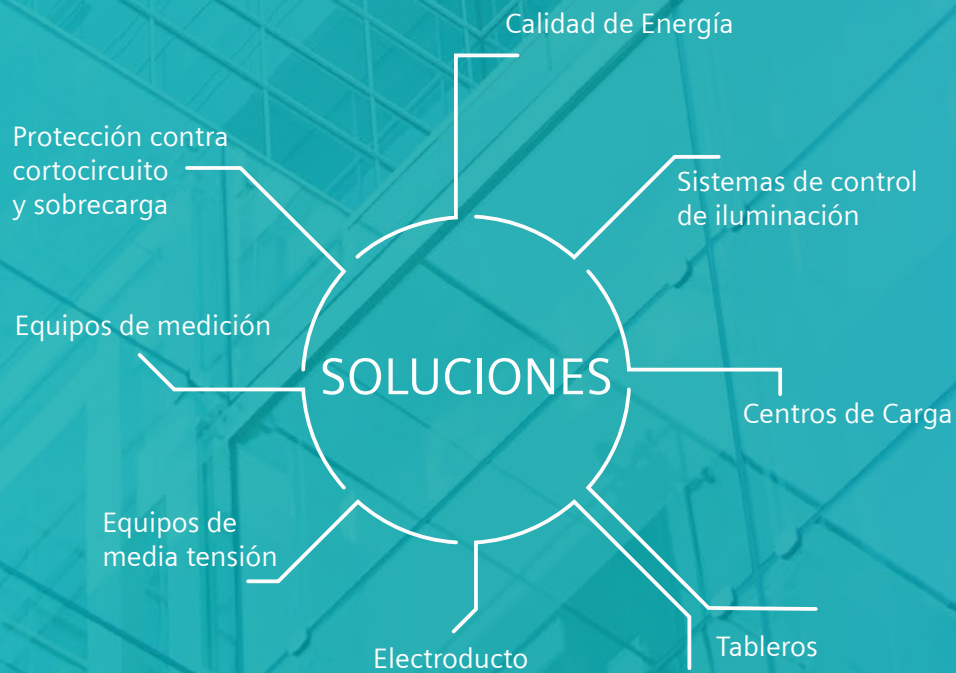 Calidad de Energía
Protección contra
cortocircuito
y sobrecarga
Sistemas de control
de iluminación
Equipos de medición
SOLUCIONES
Centros de Carga
Equipos de
media tensión
Tableros
Electroducto